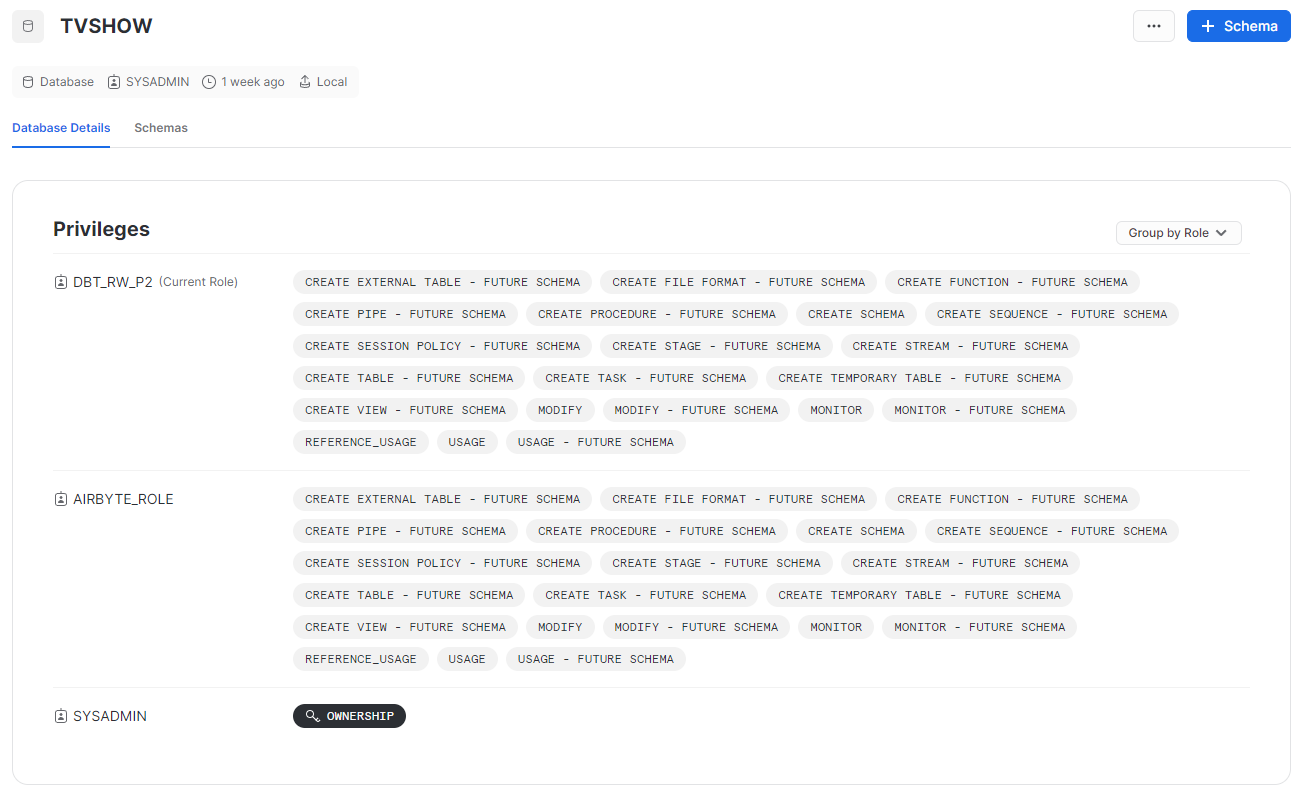 TVSHOW
... + Schema
Database SYSADMIN 1 week ago Local
Database Details Schemas
Privileges
Group by Role
DBT_RW_P2 (Current Role) CREATE EXTERNAL TABLE - FUTURE SCHEMA CREATE FILE FORMAT - FUTURE SCHEMA CREATE FUNCTION - FUTURE SCHEMA
CREATE PIPE - FUTURE SCHEMA CREATE PROCEDURE - FUTURE SCHEMA CREATE SCHEMA CREATE SEQUENCE - FUTURE SCHEMA
CREATE SESSION POLICY - FUTURE SCHEMA CREATE STAGE - FUTURE SCHEMA CREATE STREAM - FUTURE SCHEMA
CREATE TABLE - FUTURE SCHEMA CREATE TASK - FUTURE SCHEMA CREATE TEMPORARY TABLE - FUTURE SCHEMA
CREATE VIEW - FUTURE SCHEMA MODIFY MODIFY - FUTURE SCHEMA MONITOR MONITOR - FUTURE SCHEMA
REFERENCE_USAGE USAGE USAGE - FUTURE SCHEMA
AIRBYTE_ROLE CREATE EXTERNAL TABLE - FUTURE SCHEMA CREATE FILE FORMAT - FUTURE SCHEMA CREATE FUNCTION - FUTURE SCHEMA
CREATE PIPE - FUTURE SCHEMA CREATE PROCEDURE - FUTURE SCHEMA CREATE SCHEMA CREATE SEQUENCE - FUTURE SCHEMA
CREATE SESSION POLICY - FUTURE SCHEMA CREATE STAGE - FUTURE SCHEMA CREATE STREAM - FUTURE SCHEMA
CREATE TABLE - FUTURE SCHEMA CREATE TASK - FUTURE SCHEMA CREATE TEMPORARY TABLE - FUTURE SCHEMA
CREATE VIEW - FUTURE SCHEMA MODIFY MODIFY - FUTURE SCHEMA MONITOR MONITOR - FUTURE SCHEMA
REFERENCE_USAGE USAGE USAGE - FUTURE SCHEMA
SYSADMIN OWNERSHIP